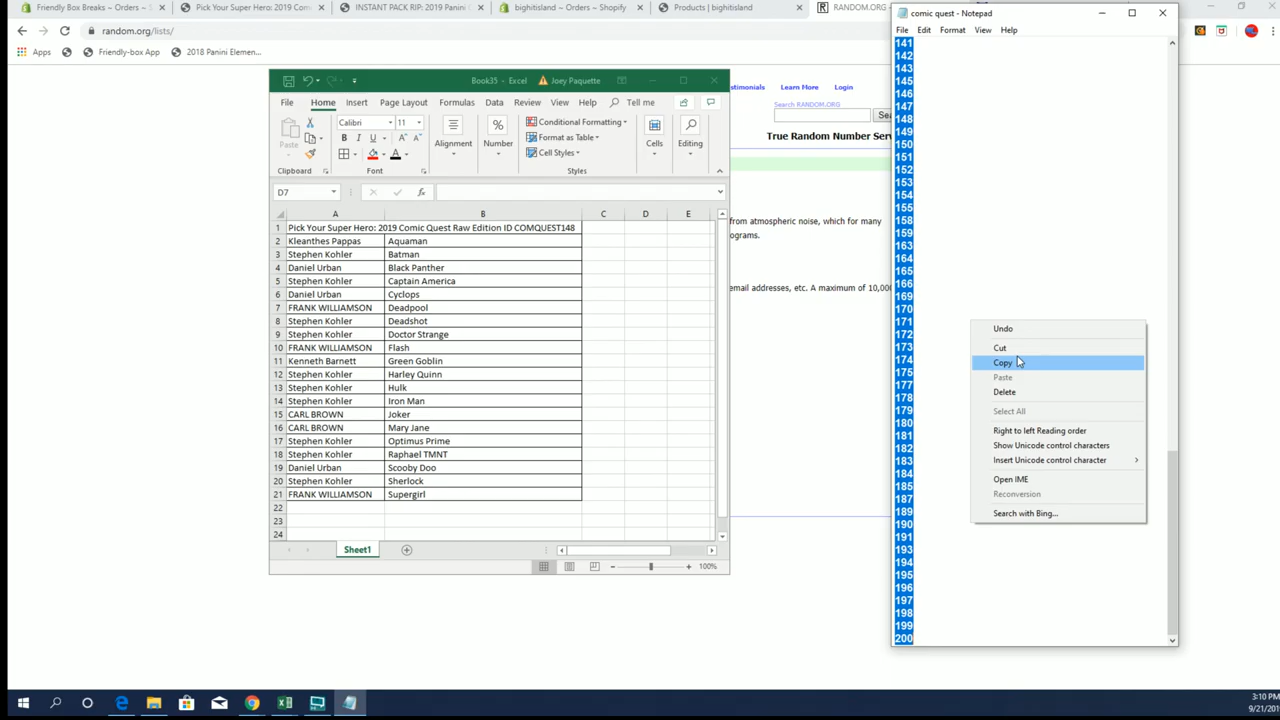 Friendly Box Breaks ~ Orders ~ S
Pick Your Super Hero: 2019 Com
INSTANT PACK RIP: 2019 Panini
bighitisland ~ Orders ~ Shopify
Products | bighitisland
RANDOM.ORG
random.org/lists/
Apps
Friendly-box App
2018 Panini Elemen...
comic quest - Notepad
File Edit Format View Help
Book35 - Excel
Joey Paquette
File Home Insert Page Layout Formulas Data Review View Help Tell me
Paste
Calibri 11
B I U
A A
Alignment
%
Number
Conditional Formatting
Format as Table
Cell Styles
Cells
Editing
Clipboard Font Styles
D7
fx
A B C D E
1 Pick Your Super Hero: 2019 Comic Quest Raw Edition ID COMQUEST148
2 Kleanthes Pappas Aquaman
3 Stephen Kohler Batman
4 Daniel Urban Black Panther
5 Stephen Kohler Captain America
6 Daniel Urban Cyclops
7 FRANK WILLIAMSON Deadpool
8 Stephen Kohler Deadshot
9 Stephen Kohler Doctor Strange
10 FRANK WILLIAMSON Flash
11 Kenneth Barnett Green Goblin
12 Stephen Kohler Harley Quinn
13 Stephen Kohler Hulk
14 Stephen Kohler Iron Man
15 CARL BROWN Joker
16 CARL BROWN Mary Jane
17 Stephen Kohler Optimus Prime
18 Stephen Kohler Raphael TMNT
19 Daniel Urban Scooby Doo
20 Stephen Kohler Sherlock
21 FRANK WILLIAMSON Supergirl
22
23
24
Sheet1
100%
stimonials Learn More Login
Search RANDOM.ORG
Sea
True Random Number Serv
from atmospheric noise, which for many
ograms.
email addresses, etc. A maximum of 10,00
141
142
143
145
146
147
148
149
150
151
152
153
154
155
158
159
163
164
165
166
169
170
171
172
173
174
175
177
178
179
180
181
182
183
184
185
187
189
190
191
193
194
195
196
197
198
199
200
Undo
Cut
Copy
Paste
Delete
Select All
Right to left Reading order
Show Unicode control characters
Insert Unicode control character
Open IME
Reconversion
Search with Bing...
3:10 PM
9/21/20